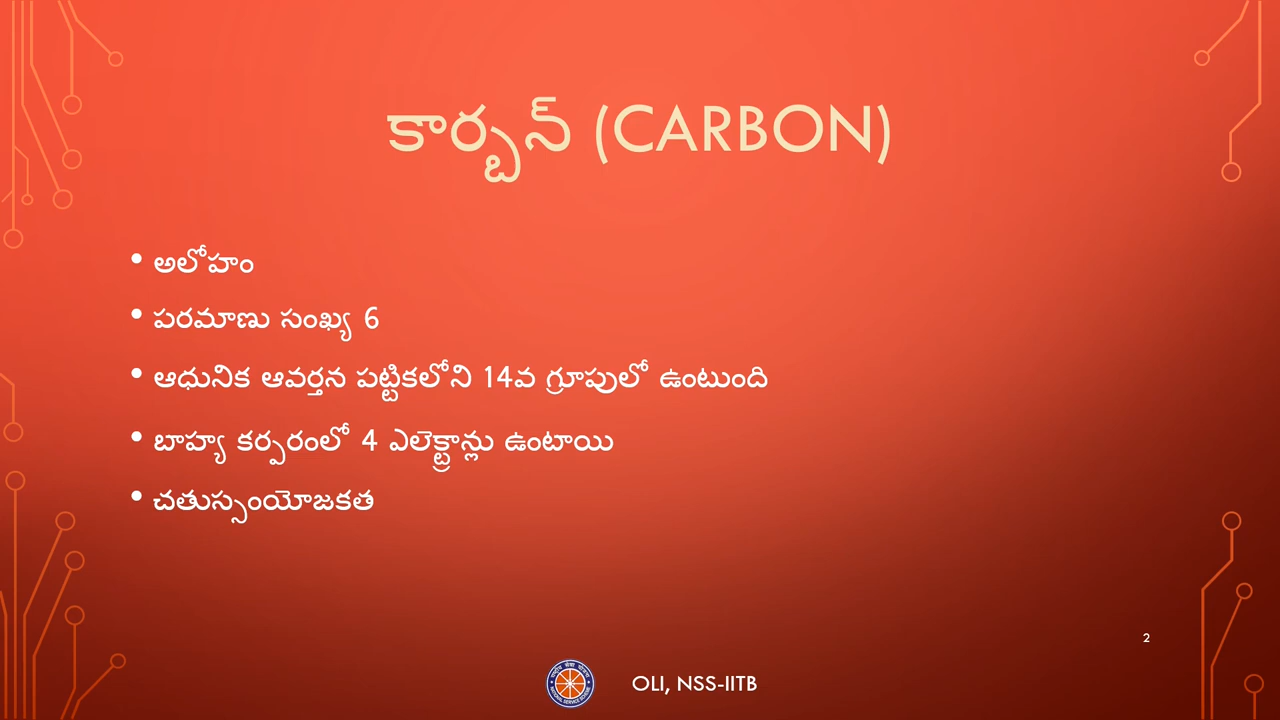 కార్బన్ (CARBON)
• అలోహం
• పరమాణు సంఖ్య 6
• ఆధునిక ఆవర్తన పట్టికలోని 14వ గ్రూపులో ఉంటుంది
• బాహ్య కర్పరంలో 4 ఎలెక్ట్రాన్లు ఉంటాయి
• చతుస్సంయోజకత
2
OLI, NSS-IITB